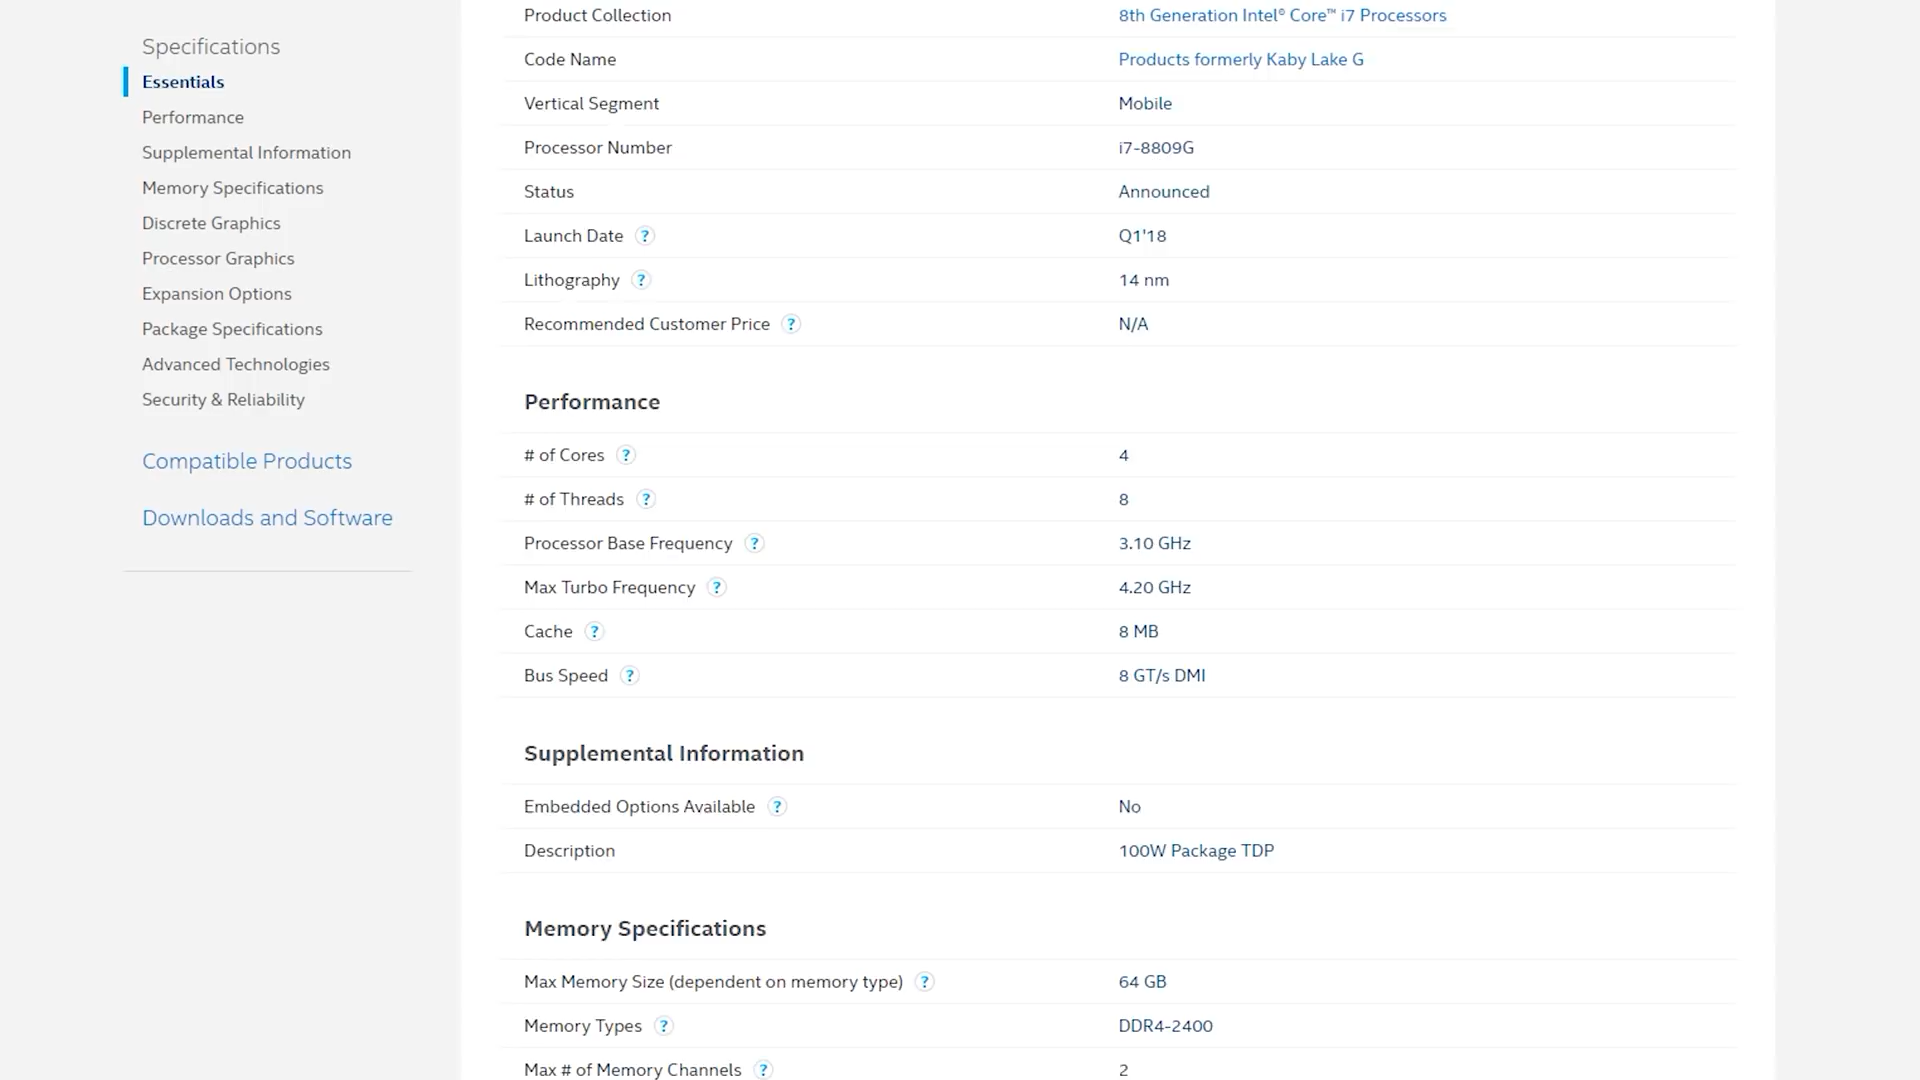 Specifications
Essentials
Performance
Supplemental Information
Memory Specifications
Discrete Graphics
Processor Graphics
Expansion Options
Package Specifications
Advanced Technologies
Security & Reliability
Compatible Products
Downloads and Software
Product Collection 8th Generation Intel® Core™ i7 Processors
Code Name Products formerly Kaby Lake G
Vertical Segment Mobile
Processor Number i7-8809G
Status Announced
Launch Date ? Q1'18
Lithography ? 14 nm
Recommended Customer Price ? N/A
Performance
# of Cores ? 4
# of Threads ? 8
Processor Base Frequency ? 3.10 GHz
Max Turbo Frequency ? 4.20 GHz
Cache ? 8 MB
Bus Speed ? 8 GT/s DMI
Supplemental Information
Embedded Options Available ? No
Description 100W Package TDP
Memory Specifications
Max Memory Size (dependent on memory type) ? 64 GB
Memory Types ? DDR4-2400
Max # of Memory Channels ? 2